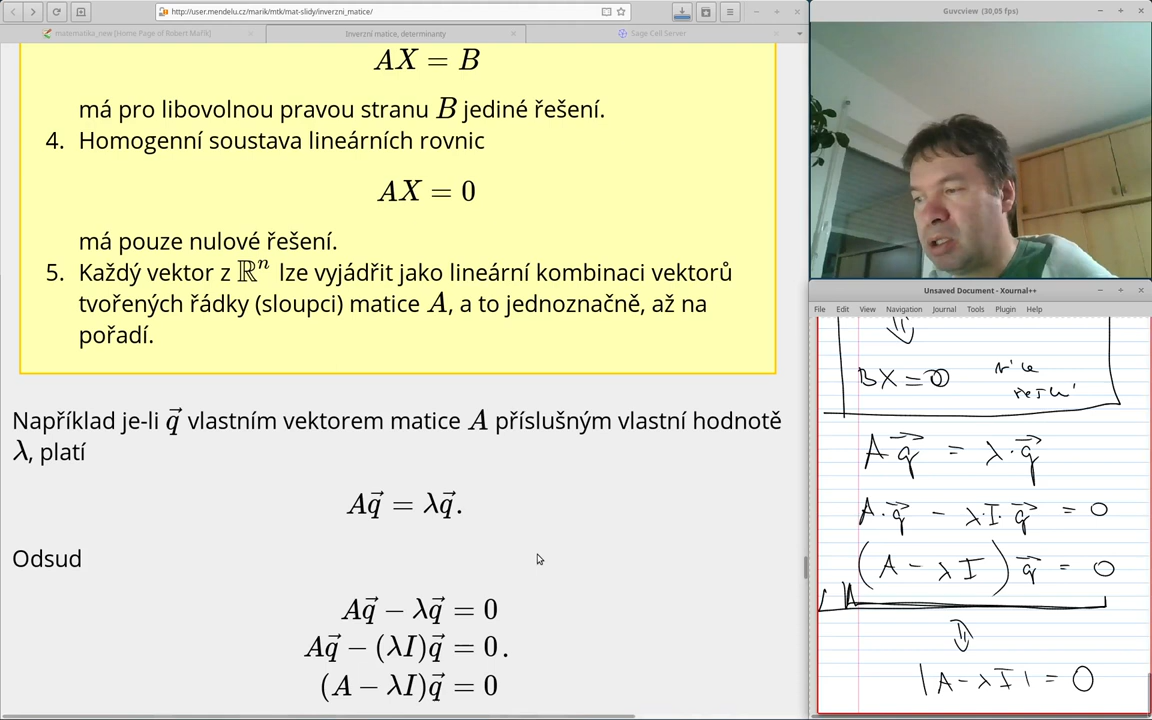 http://user.mendelu.cz/marik/mtk/mat-slidy/inverzni_matice/
matematika_new [Home Page of Robert Mařík]
Inverzní matice, determinanty
Sage Cell Server
AX = B
má pro libovolnou pravou stranu B jediné řešení.
4. Homogenní soustava lineárních rovnic
AX = 0
má pouze nulové řešení.
5. Každý vektor z ℝⁿ lze vyjádřit jako lineární kombinaci vektorů
tvořených řádky (sloupci) matice A, a to jednoznačně, až na
pořadí.
Například je-li q⃗ vlastním vektorem matice A příslušným vlastní hodnotě
λ, platí
Aq⃗ = λq⃗.
Odsud
Aq⃗ − λq⃗ = 0
Aq⃗ − (λI)q⃗ = 0.
(A − λI)q⃗ = 0
Guvcview (30,05 fps)
Unsaved Document - Xournal++
File Edit View Navigation Journal Tools Plugin Help
BX = 0
A q⃗ = λ · q⃗
A · q⃗ − λ · I · q⃗ = 0
(A − λ I) q⃗ = 0
|A − λ I| = 0